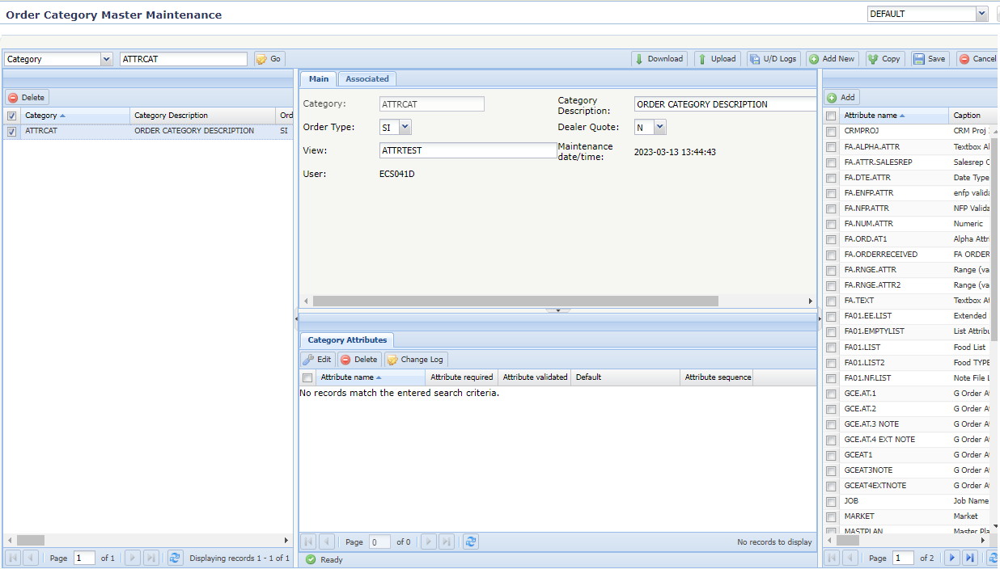 Order Category Master Maintenance
DEFAULT
Category ATTRCAT Go
Download Upload U/D Logs Add New Copy Save Cancel
Delete
Category Category Description Ord
ATTRCAT ORDER CATEGORY DESCRIPTION SI
Page 1 of 1 Displaying records 1 - 1 of 1
Main Associated
Category: ATTRCAT
Category Description: ORDER CATEGORY DESCRIPTION
Order Type: SI
Dealer Quote: N
View: ATTRTEST
Maintenance date/time: 2023-03-13 13:44:43
User: ECS041D
Category Attributes
Edit Delete Change Log
Attribute name Attribute required Attribute validated Default Attribute sequence
No records match the entered search criteria.
Page 0 of 0 No records to display
Ready
Add
Attribute name Caption
CRMPROJ CRM Proj
FA.ALPHA.ATTR Textbox Al
FA.ATTR.SALESREP Salesrep C
FA.DTE.ATTR Date Type
FA.ENFP.ATTR enfp valida
FA.NFP.ATTR NFP Valida
FA.NUM.ATTR Numeric
FA.ORD.AT1 Alpha Attri
FA.ORDERRECEIVED FA ORDER
FA.RNGE.ATTR Range (va
FA.RNGE.ATTR2 Range (va
FA.TEXT Textbox At
FA01.EE.LIST Extended
FA01.EMPTYLIST List Attribu
FA01.LIST Food List
FA01.LIST2 Food TYPE
FA01.NF.LIST Note File L
GCE.AT.1 G Order At
GCE.AT.2 G Order At
GCE.AT.3 NOTE G Order At
GCE.AT.4 EXT NOTE G Order At
GCEAT1 G Order At
GCEAT3NOTE G Order At
GCEAT4EXTNOTE G Order At
JOB Job Name
MARKET Market
MASTPLAN Master Pla
Page 1 of 2